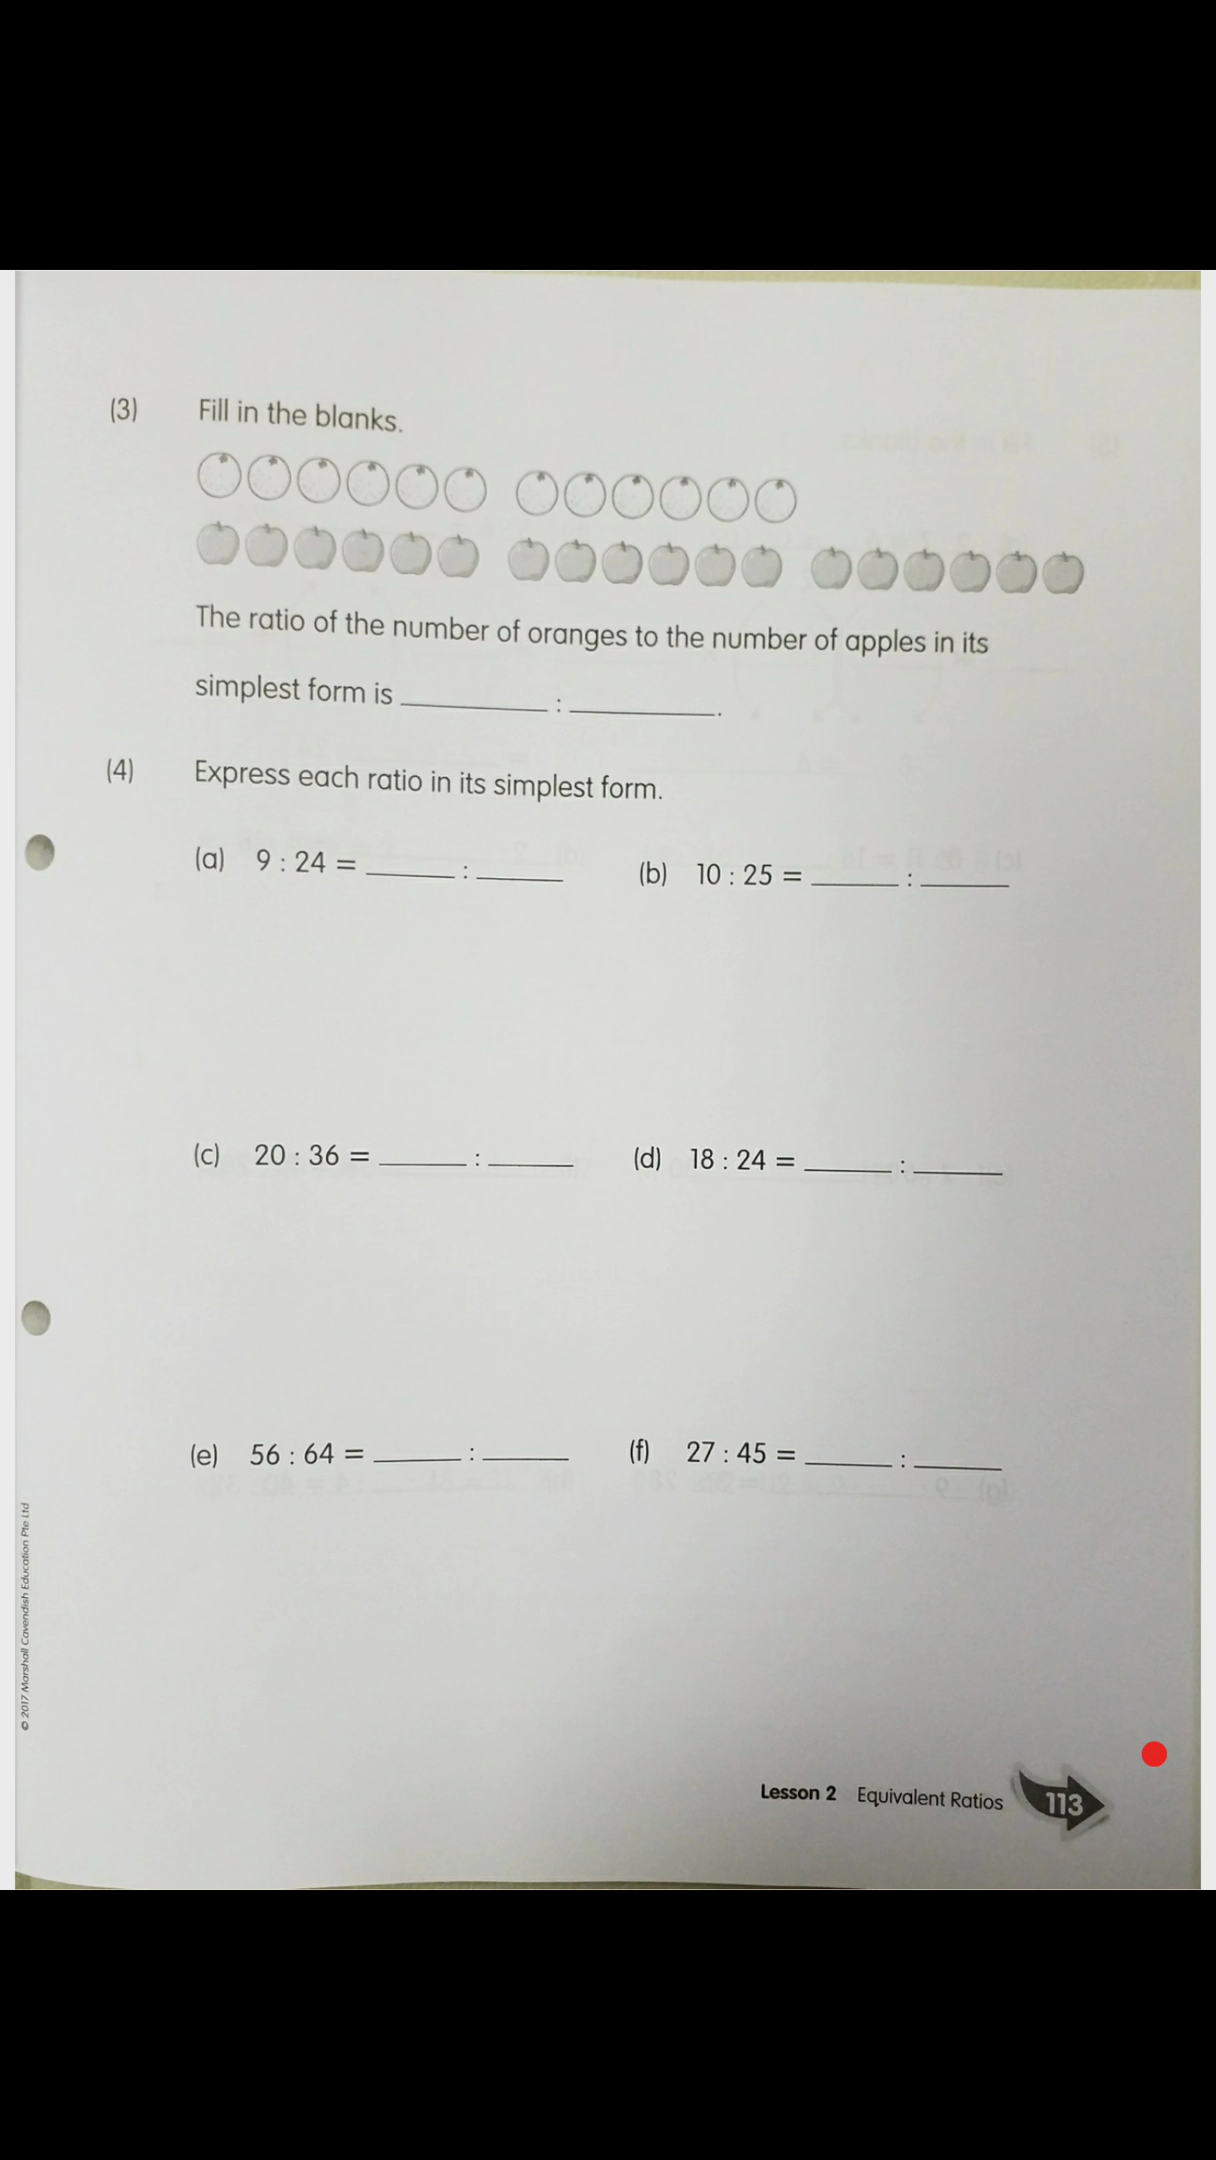 (3) Fill in the blanks.
The ratio of the number of oranges to the number of apples in its
simplest form is __________ : __________.
(4) Express each ratio in its simplest form.
(a) 9 : 24 = ______ : ______ (b) 10 : 25 = ______ : ______
(c) 20 : 36 = ______ : ______ (d) 18 : 24 = ______ : ______
(e) 56 : 64 = ______ : ______ (f) 27 : 45 = ______ : ______
© 2017 Marshall Cavendish Education Pte Ltd
Lesson 2 Equivalent Ratios 113